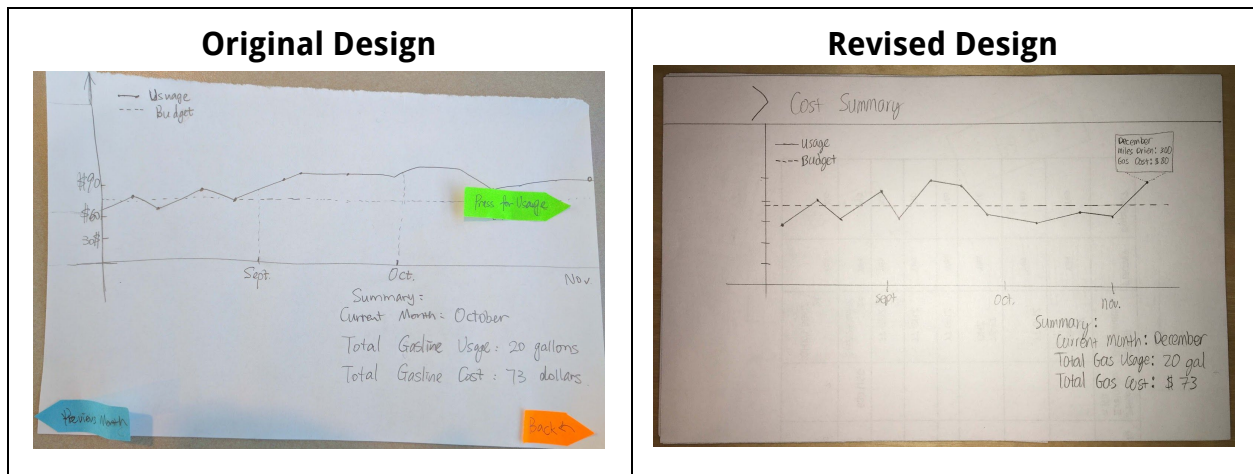 Original Design
Usuage
Budget
$90
$60
30$
Press for Usage
Sept.
Oct.
Nov.
Summary:
Current Month: October
Total Gasline Usage: 20 gallons
Total Gasline Cost: 73 dollars
Previous Month
Back
Revised Design
Cost Summary
Usage
Budget
December
Miles Driven: 300
Gas Cost: $80
sept
oct.
nov.
Summary:
Current month: December
Total Gas Usage: 20 gal
Total Gas Cost: $73